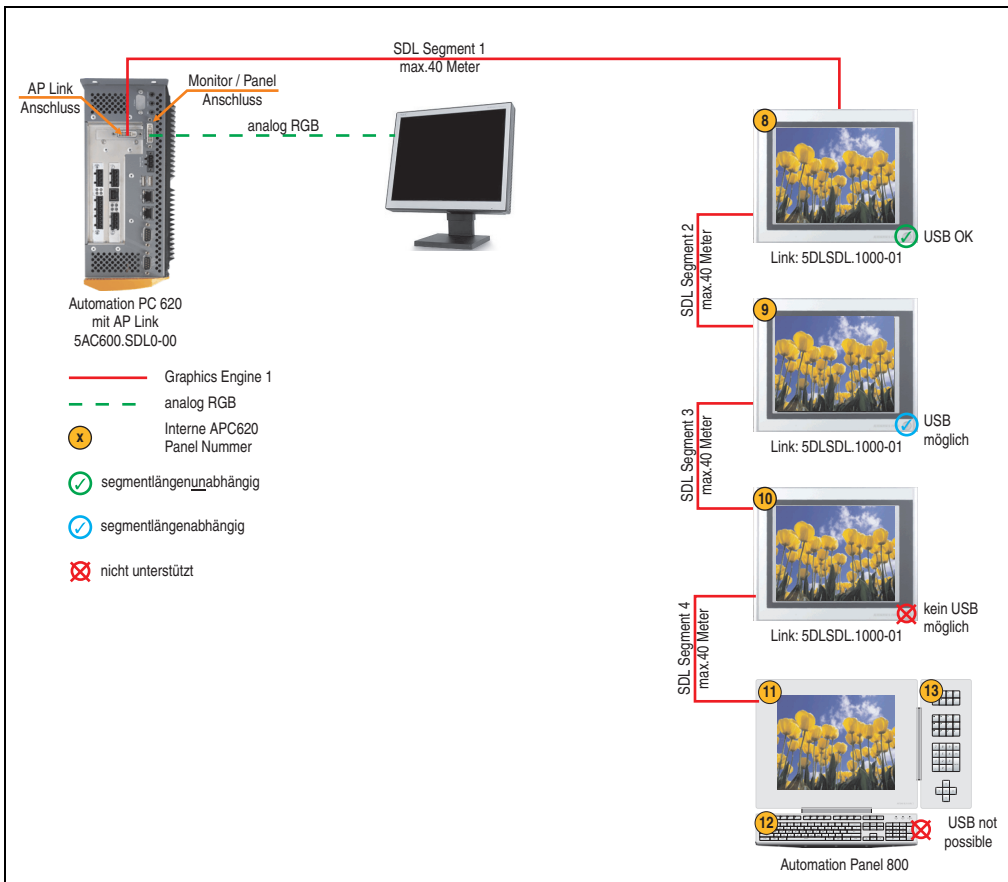 SDL Segment 1
max.40 Meter
AP Link
Anschluss
Monitor / Panel
Anschluss
analog RGB
8
USB OK
Link: 5DLSDL.1000-01
SDL Segment 2
max.40 Meter
Automation PC 620
mit AP Link
5AC600.SDL0-00
9
USB
möglich
Link: 5DLSDL.1000-01
Graphics Engine 1
analog RGB
x
Interne APC620
Panel Nummer
segmentlängenunabhängig
segmentlängenabhängig
nicht unterstützt
SDL Segment 3
max.40 Meter
10
kein USB
möglich
Link: 5DLSDL.1000-01
SDL Segment 4
max.40 Meter
11
13
12
USB not
possible
Automation Panel 800